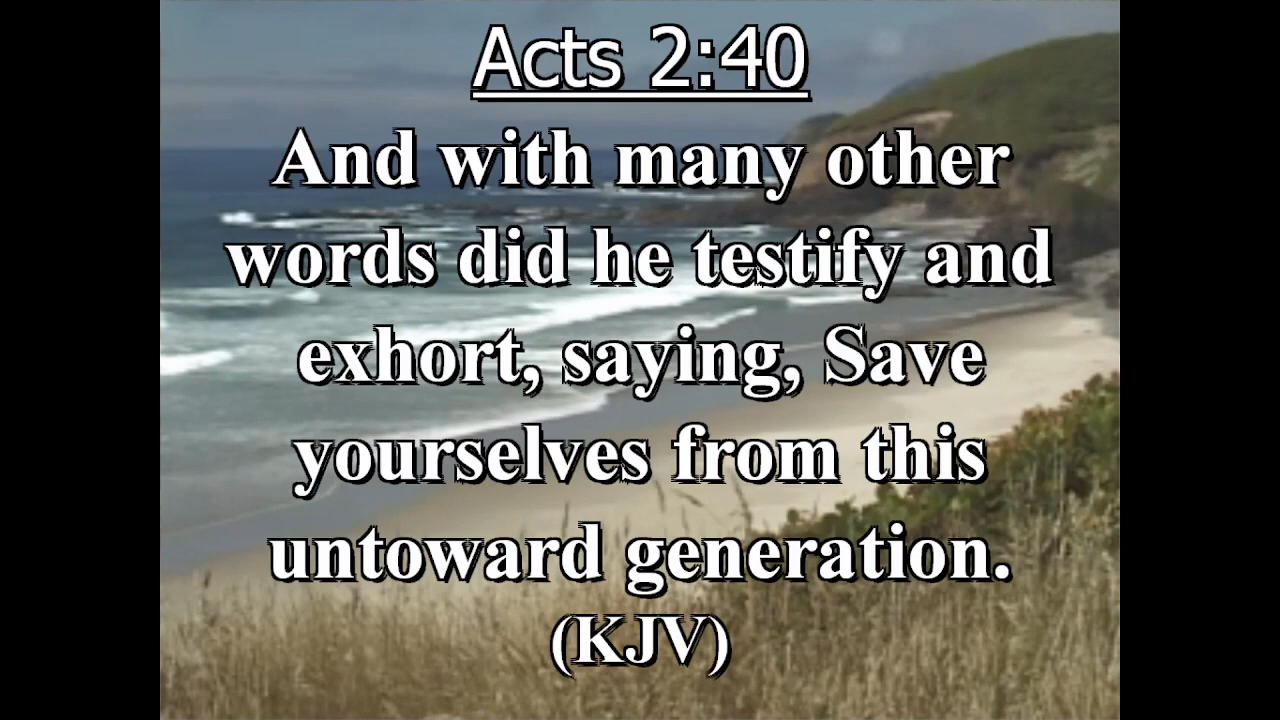 Acts 2:40
And with many other
words did he testify and
exhort, saying, Save
yourselves from this
untoward generation.
(KJV)